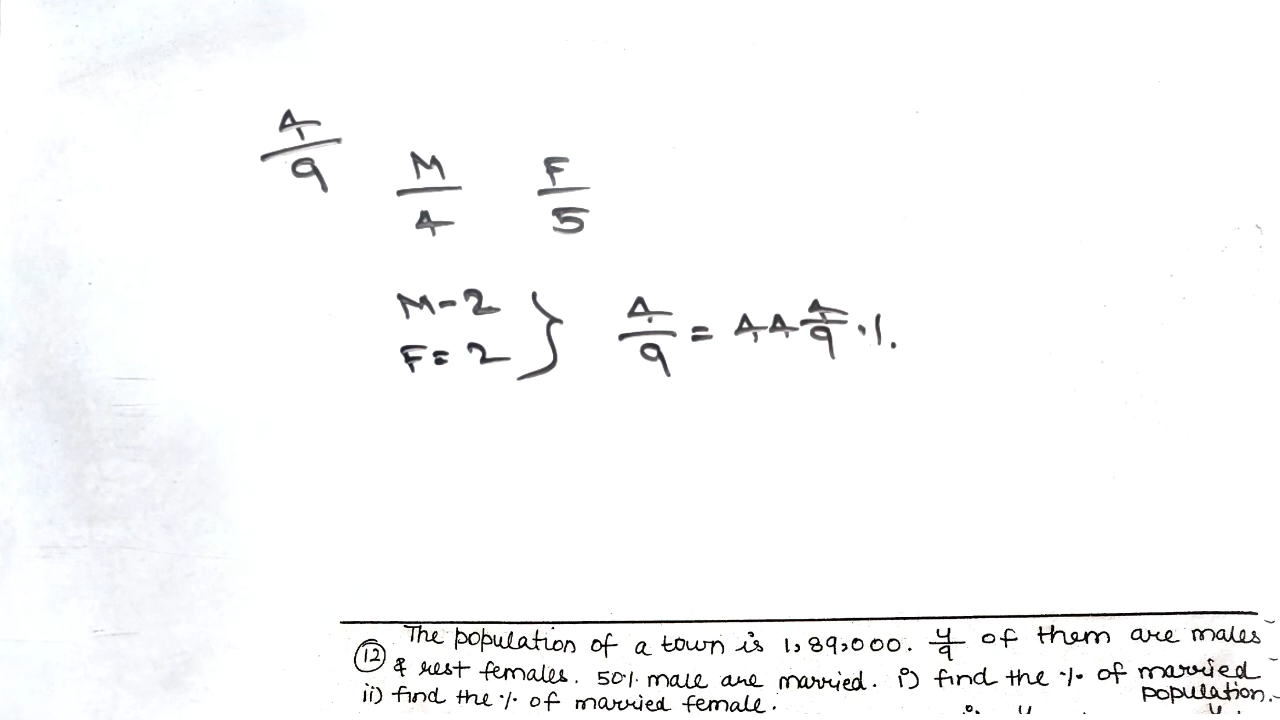 4/9
M F
4 5
M-2
F=2 } 4/9 = 44 4/9 %.
⑫ The population of a town is 1,89,000. 4/9 of them are males
& rest females. 50% male are married. i) find the % of married
population.
ii) find the % of married female.